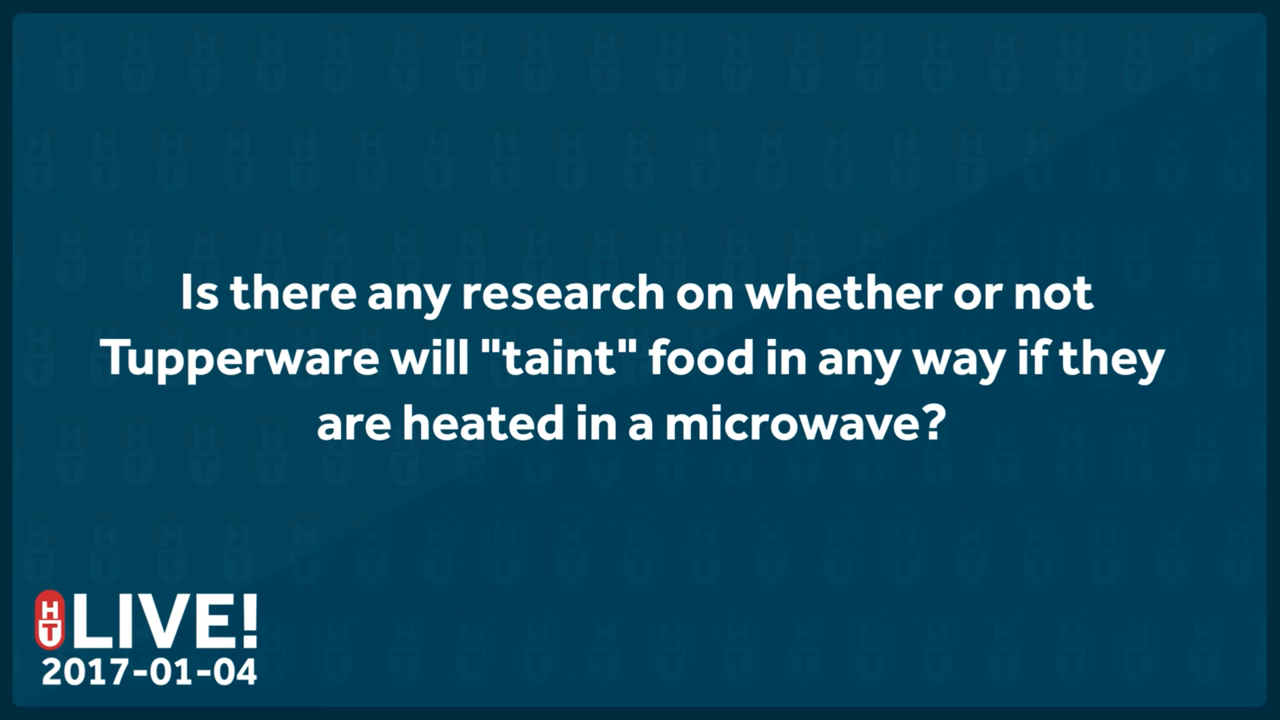 Is there any research on whether or not
Tupperware will "taint" food in any way if they
are heated in a microwave?
HT LIVE!
2017-01-04